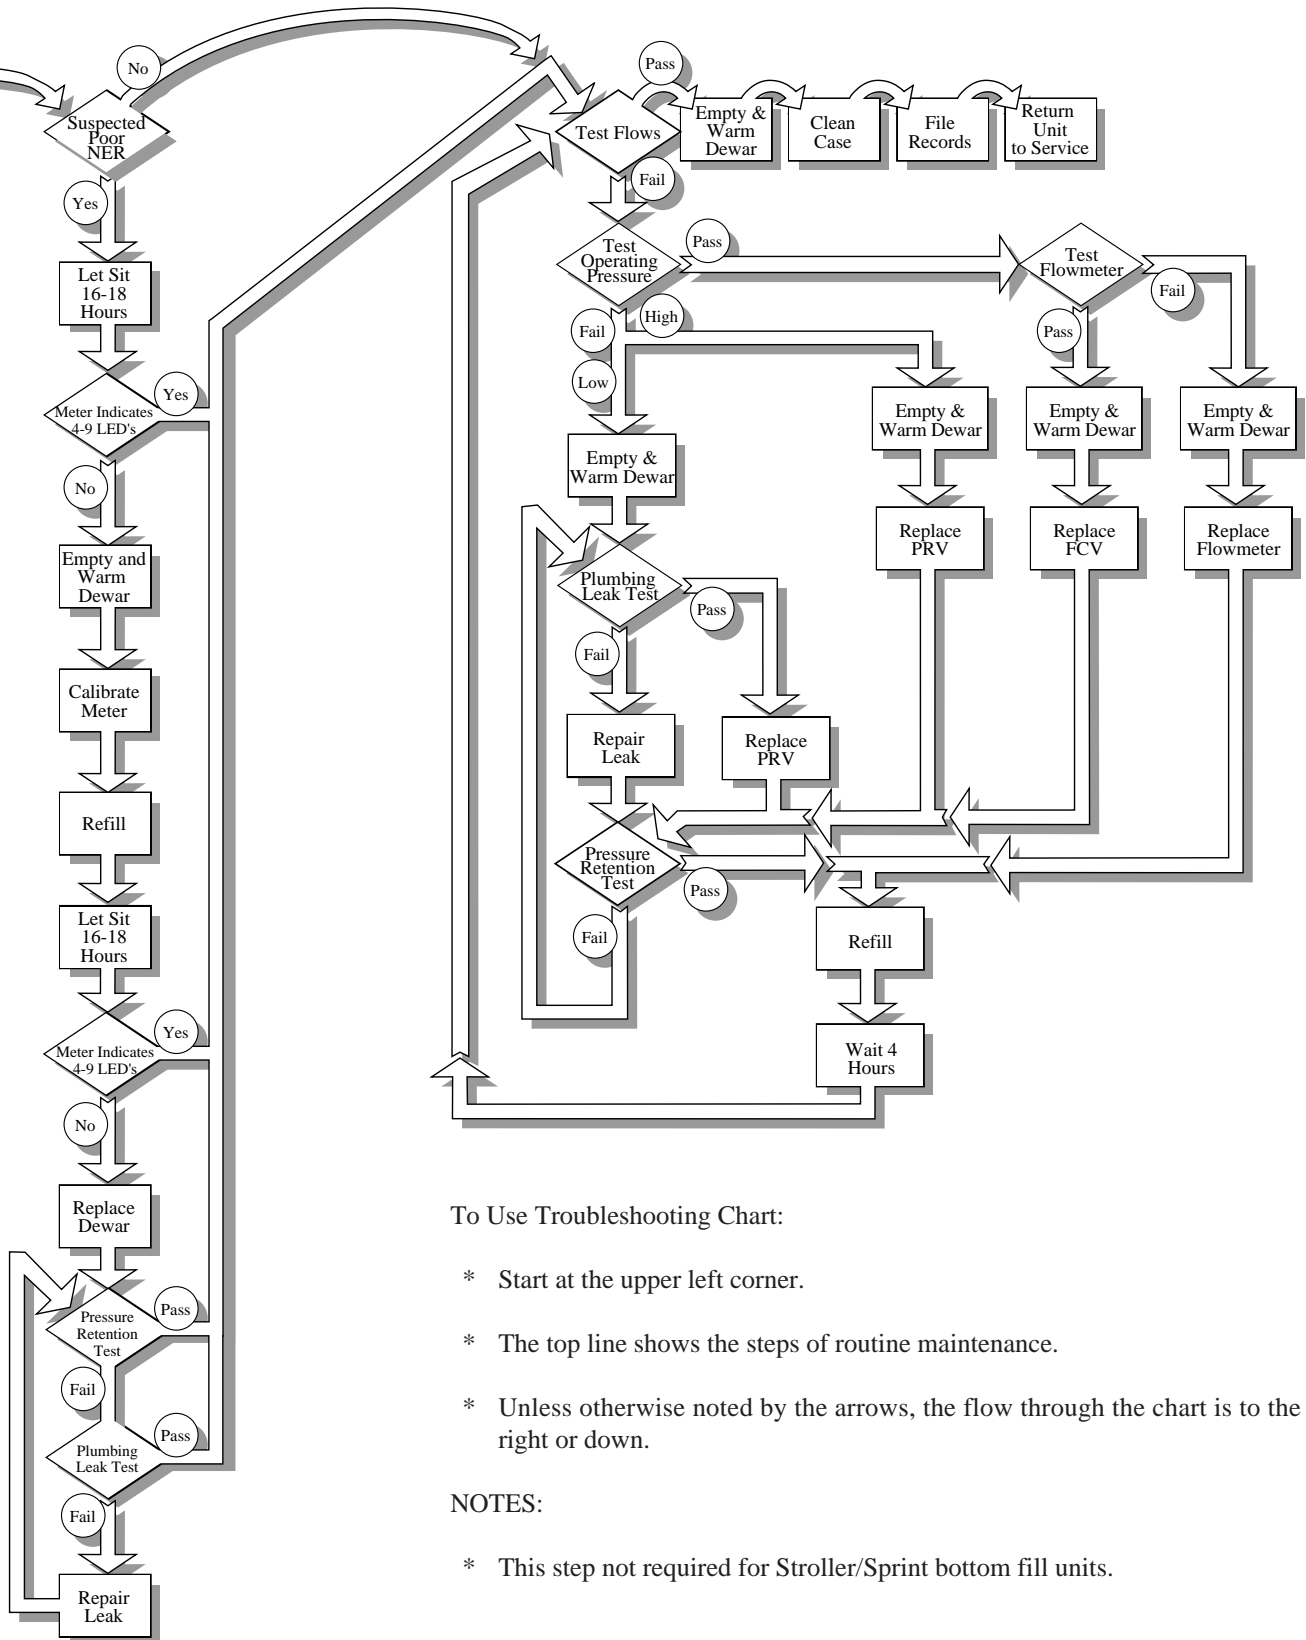 No
Suspected
Poor
NER
Yes
Let Sit
16-18
Hours
Meter Indicates
4-9 LED's
Yes
No
Empty and
Warm
Dewar
Calibrate
Meter
Refill
Let Sit
16-18
Hours
Meter Indicates
4-9 LED's
Yes
No
Replace
Dewar
Pressure
Retention
Test
Pass
Fail
Plumbing
Leak Test
Pass
Fail
Repair
Leak
Test Flows
Pass
Empty &
Warm
Dewar
Clean
Case
File
Records
Return
Unit
to Service
Fail
Test
Operating
Pressure
Pass
Test
Flowmeter
Fail
Pass
Fail
High
Low
Empty &
Warm Dewar
Empty &
Warm Dewar
Empty &
Warm Dewar
Empty &
Warm Dewar
Replace
PRV
Replace
FCV
Replace
Flowmeter
Plumbing
Leak Test
Pass
Fail
Repair
Leak
Replace
PRV
Pressure
Retention
Test
Pass
Fail
Refill
Wait 4
Hours
To Use Troubleshooting Chart:
* Start at the upper left corner.
* The top line shows the steps of routine maintenance.
* Unless otherwise noted by the arrows, the flow through the chart is to the
right or down.
NOTES:
* This step not required for Stroller/Sprint bottom fill units.